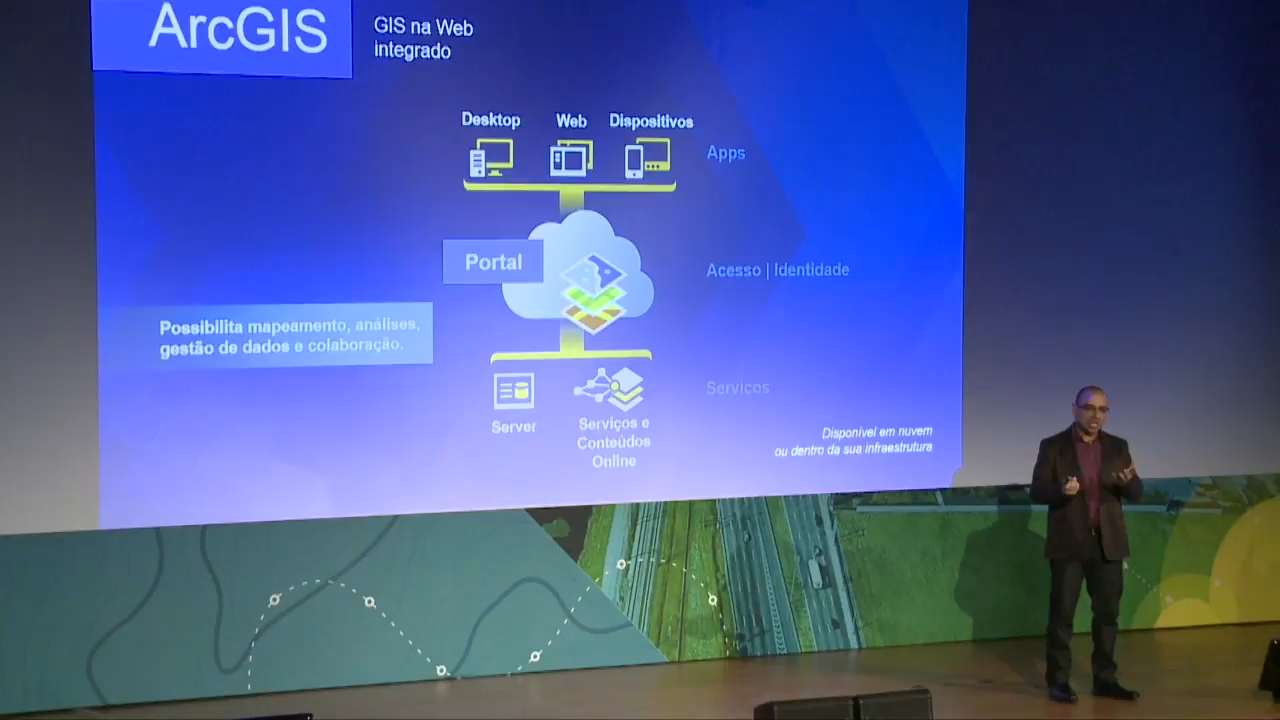 ArcGIS
GIS na Web
integrado
Desktop
Web
Dispositivos
Apps
Portal
Acesso | Identidade
Possibilita mapeamento, análises,
gestão de dados e colaboração.
Serviços
Server
Serviços e
Conteúdos
Online
Disponível em nuvem
ou dentro da sua infraestrutura